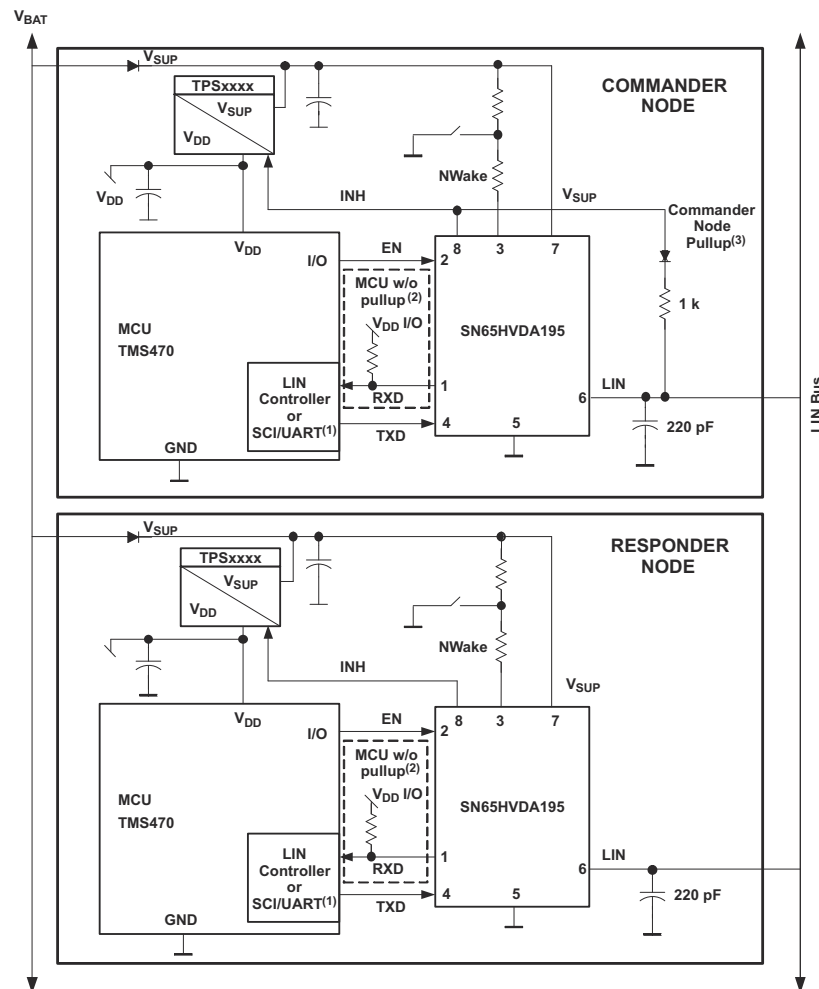 VBAT
VSUP
COMMANDER
NODE
TPSxxxx
VSUP
VDD
NWake
VDD
INH
VSUP
Commander
Node
Pullup(3)
VDD
I/O
EN
2
8
3
7
MCU w/o
pullup(2)
VDD I/O
1 k
MCU
TMS470
SN65HVDA195
LIN
Controller
or
SCI/UART(1)
1
RXD
6
LIN
4
TXD
5
220 pF
GND
LIN Bus
VSUP
RESPONDER
NODE
TPSxxxx
VSUP
VDD
NWake
INH
VSUP
VDD
I/O
EN
2
8
3
7
MCU w/o
pullup(2)
VDD I/O
MCU
TMS470
SN65HVDA195
LIN
Controller
or
SCI/UART(1)
1
RXD
6
LIN
4
TXD
5
220 pF
GND